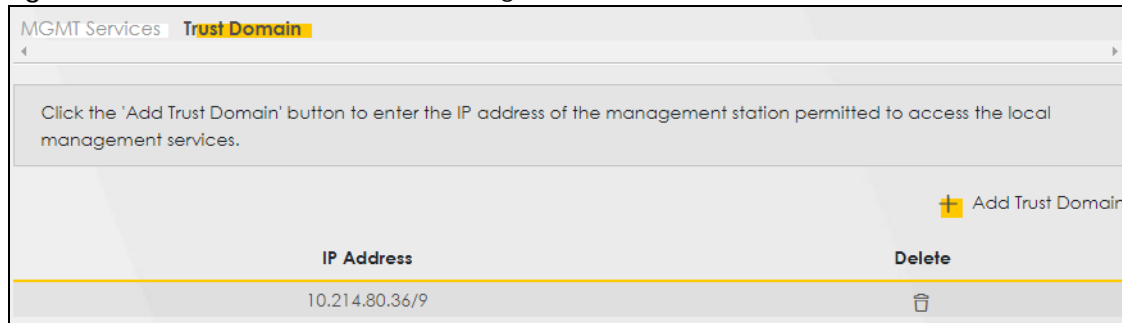 MGMT Services Trust Domain
Click the 'Add Trust Domain' button to enter the IP address of the management station permitted to access the local
management services.
+ Add Trust Domain
IP Address Delete
10.214.80.36/9